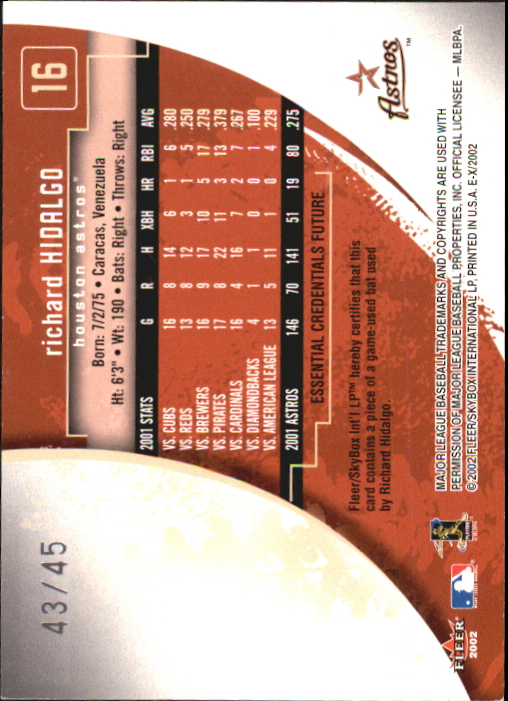 16
richard HIDALGO
houston astros™
Born: 7/2/75 • Caracas, Venezuela
Ht: 6'3" • Wt: 190 • Bats: Right • Throws: Right
2001 STATS G R H XBH HR RBI AVG
VS. CUBS 16 8 14 6 1 6 .280
VS. REDS 13 8 12 3 1 5 .250
VS. BREWERS 16 9 17 10 5 17 .279
VS. PIRATES 17 8 22 11 3 13 .379
VS. CARDINALS 16 4 16 7 2 7 .267
VS. DIAMONDBACKS 4 1 1 0 0 1 .100
VS. AMERICAN LEAGUE 13 5 11 1 0 4 .229
2001 ASTROS 146 70 141 51 19 80 .275
ESSENTIAL CREDENTIALS FUTURE
Fleer/SkyBox Int'l LP™ hereby certifies that this
card contains a piece of a game-used bat used
by Richard Hidalgo.
43/45
Astros™
MAJOR LEAGUE BASEBALL TRADEMARKS AND COPYRIGHTS ARE USED WITH
PERMISSION OF MAJOR LEAGUE BASEBALL PROPERTIES, INC. OFFICIAL LICENSEE — MLBPA.
© 2002 FLEER/SKYBOX INTERNATIONAL LP, PRINTED IN U.S.A. E-X/2002
FLEER
2002